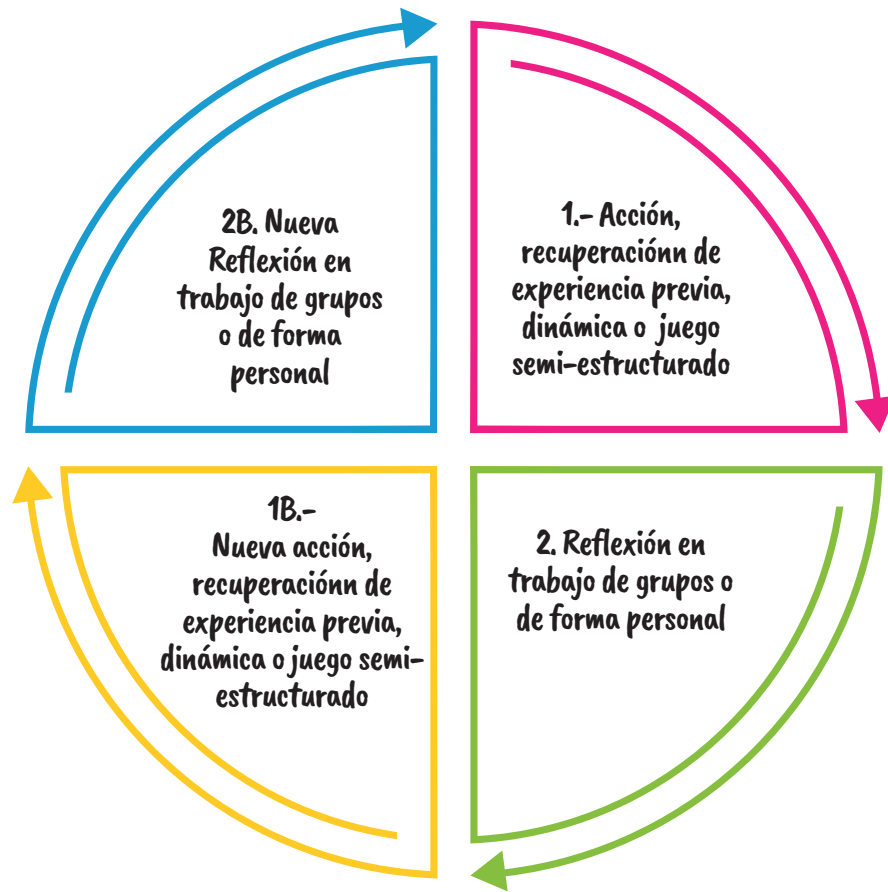 2B. Nueva
Reflexión en
trabajo de grupos
o de forma
personal
1.- Acción,
recuperaciónn de
experiencia previa,
dinámica o juego
semi-estructurado
1B.-
Nueva acción,
recuperaciónn de
experiencia previa,
dinámica o juego semi-
estructurado
2. Reflexión en
trabajo de grupos o
de forma personal